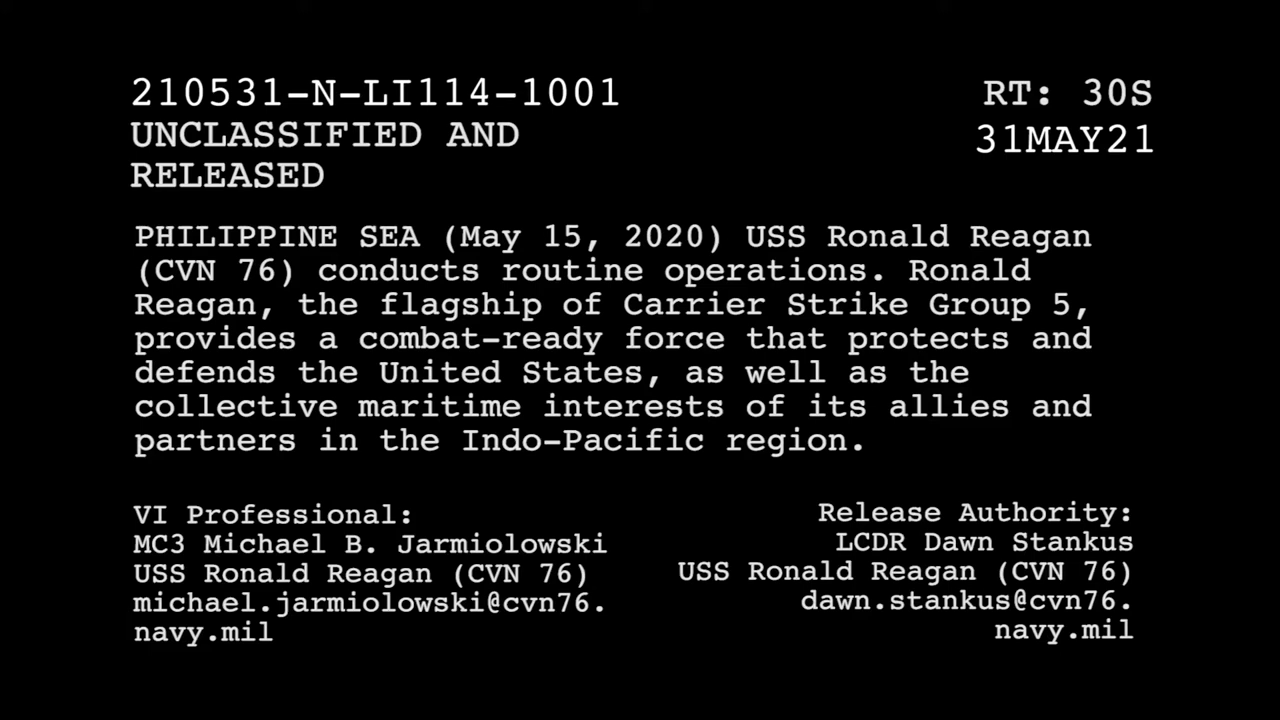 210531-N-LI114-1001
UNCLASSIFIED AND
RELEASED
RT: 30S
31MAY21
PHILIPPINE SEA (May 15, 2020) USS Ronald Reagan
(CVN 76) conducts routine operations. Ronald
Reagan, the flagship of Carrier Strike Group 5,
provides a combat-ready force that protects and
defends the United States, as well as the
collective maritime interests of its allies and
partners in the Indo-Pacific region.
VI Professional:
MC3 Michael B. Jarmiolowski
USS Ronald Reagan (CVN 76)
michael.jarmiolowski@cvn76.
navy.mil
Release Authority:
LCDR Dawn Stankus
USS Ronald Reagan (CVN 76)
dawn.stankus@cvn76.
navy.mil